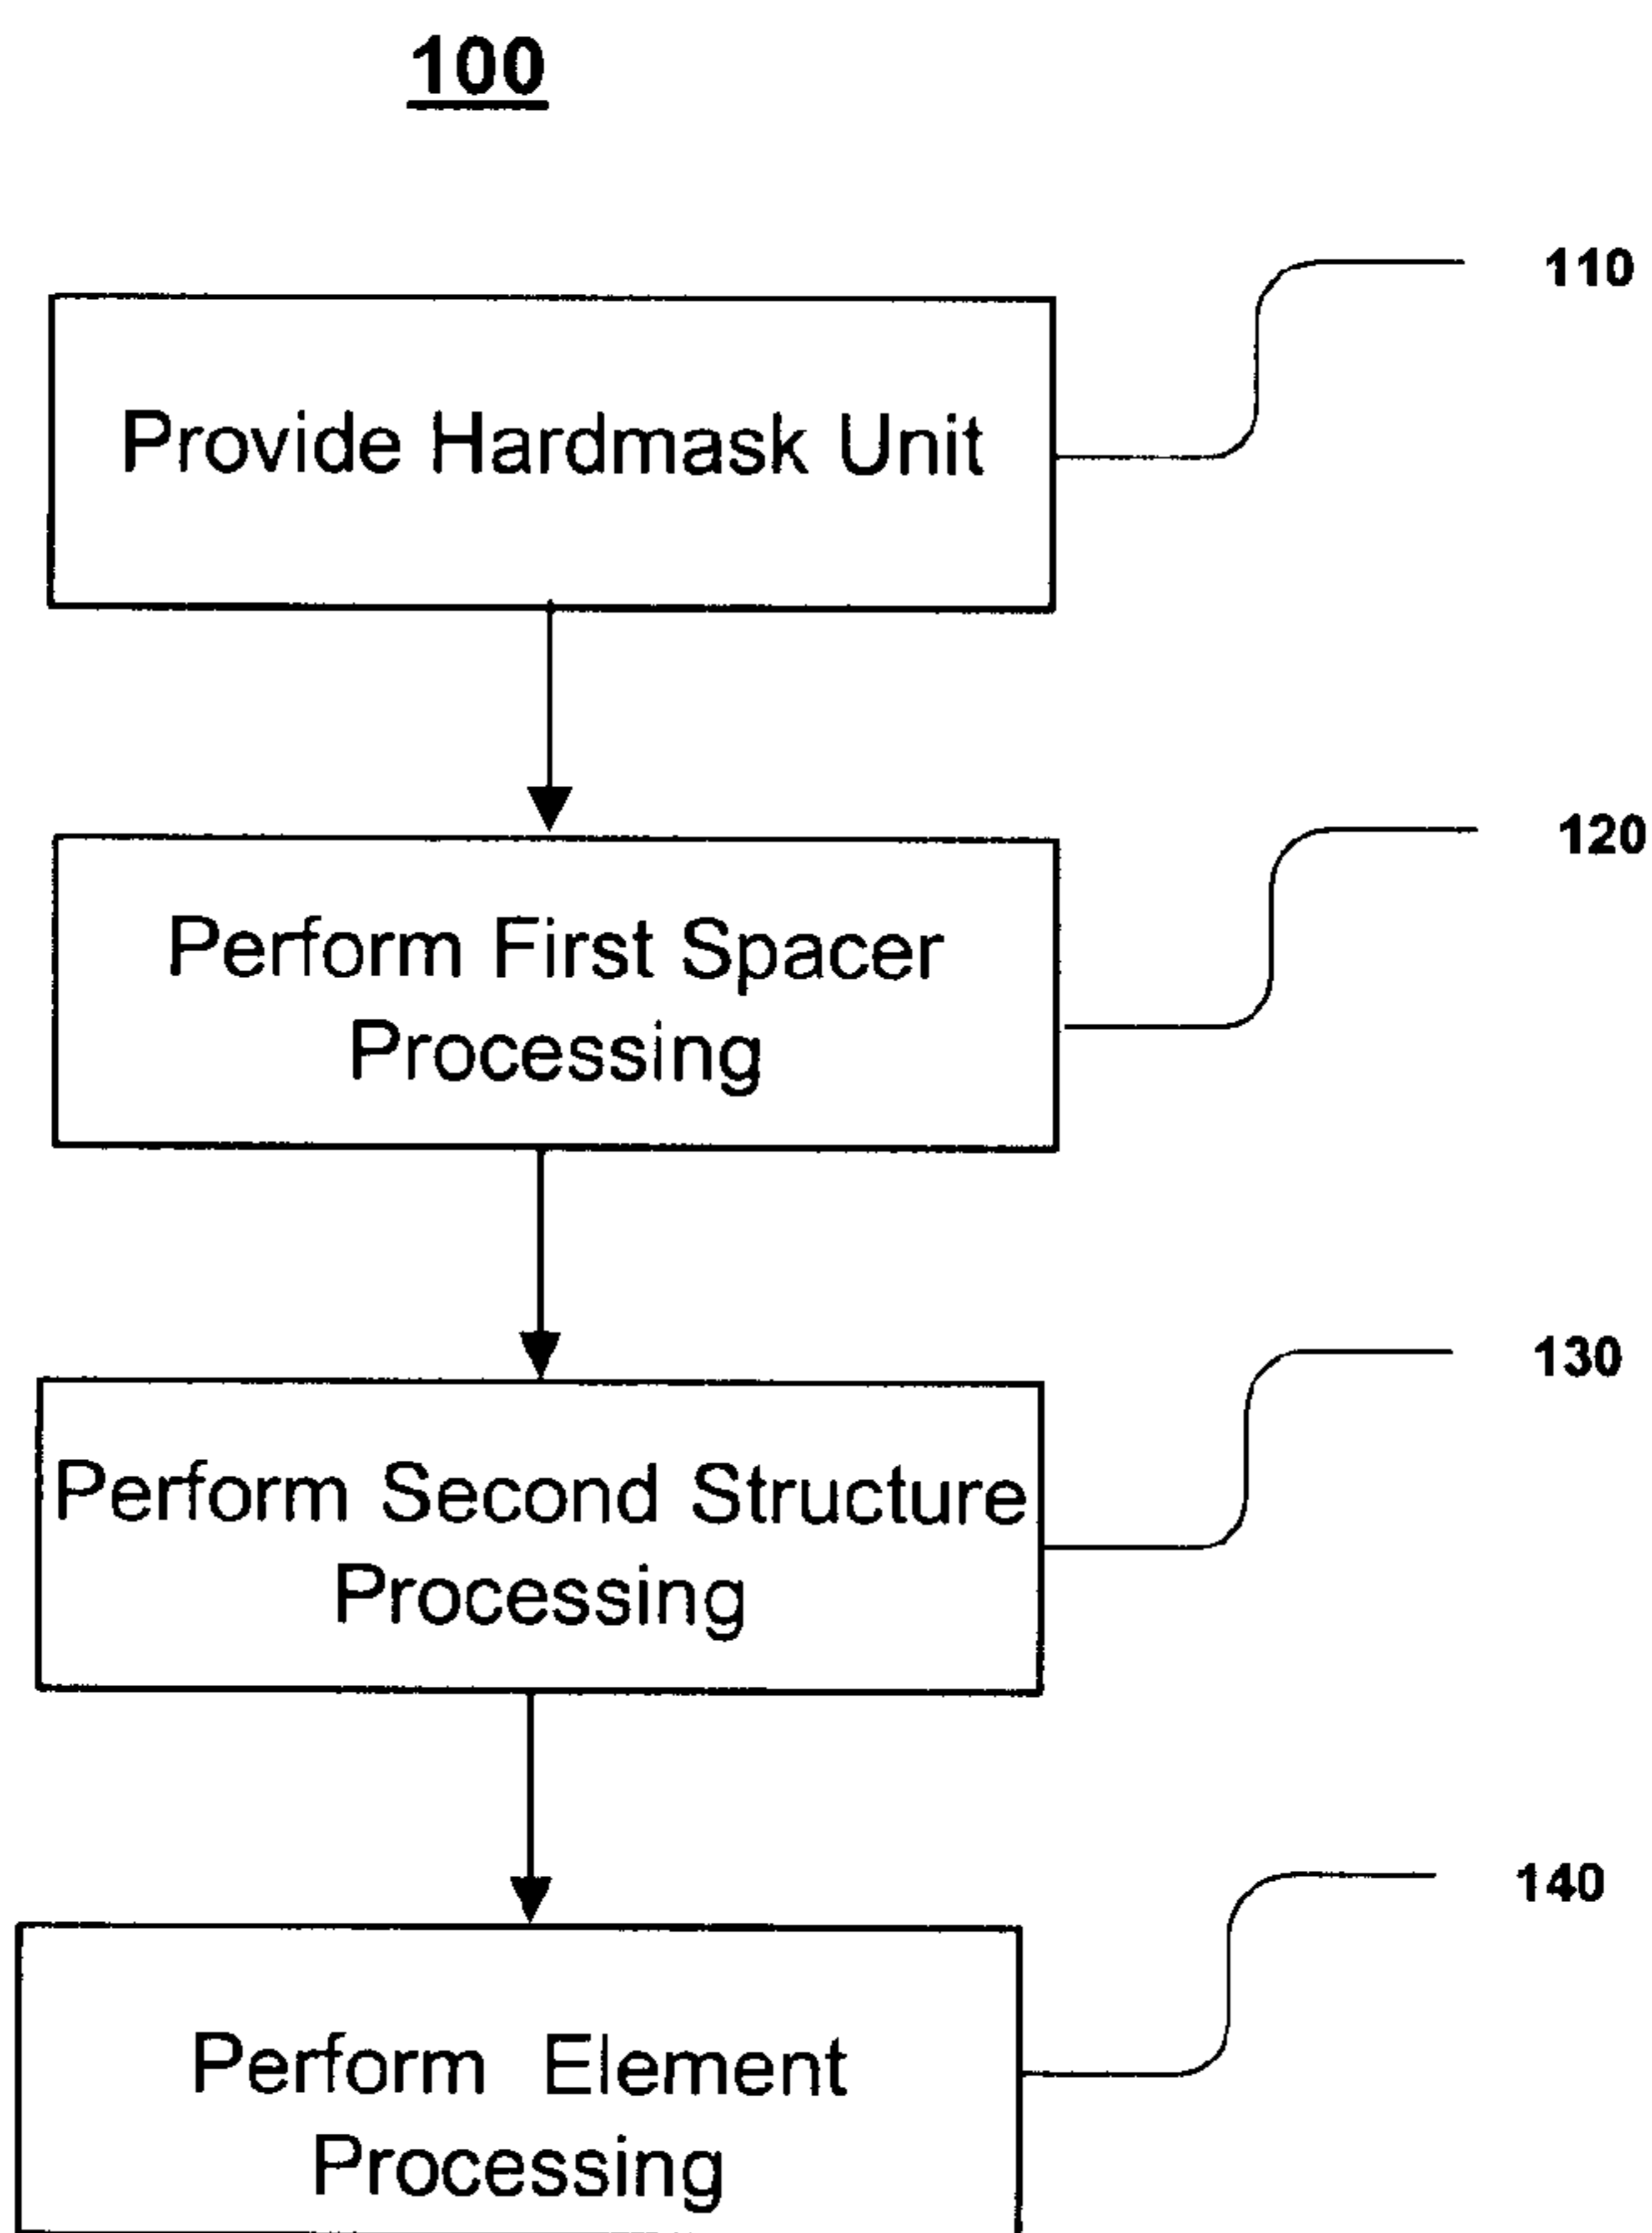 100
110
Provide Hardmask Unit
120
Perform First Spacer
Processing
130
Perform Second Structure
Processing
140
Perform Element
Processing